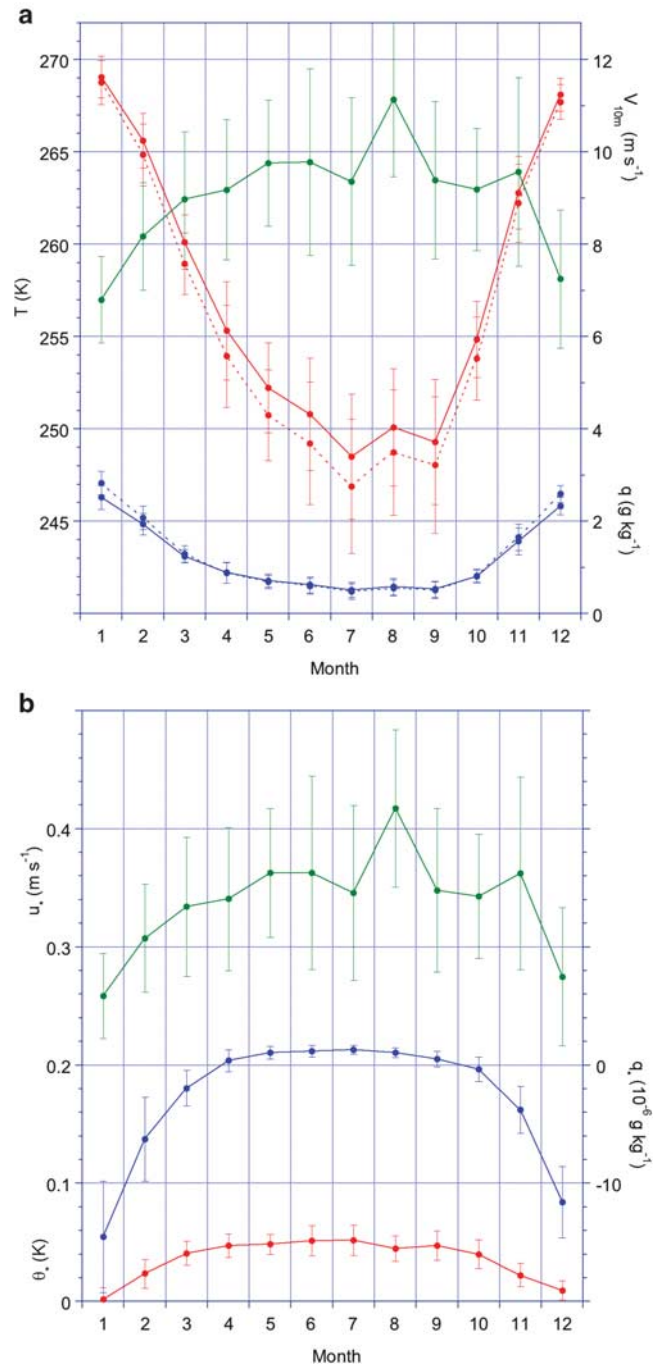 a
270
265
260
255
250
245
T (K)
12
10
8
6
4
2
0
V10m (m s-1)
q (g kg-1)
1 2 3 4 5 6 7 8 9 10 11 12
Month
b
0.4
0.3
0.2
0.1
0
u* (m s-1)
θ* (K)
0
-10
q* (10-6 g kg-1)
1 2 3 4 5 6 7 8 9 10 11 12
Month